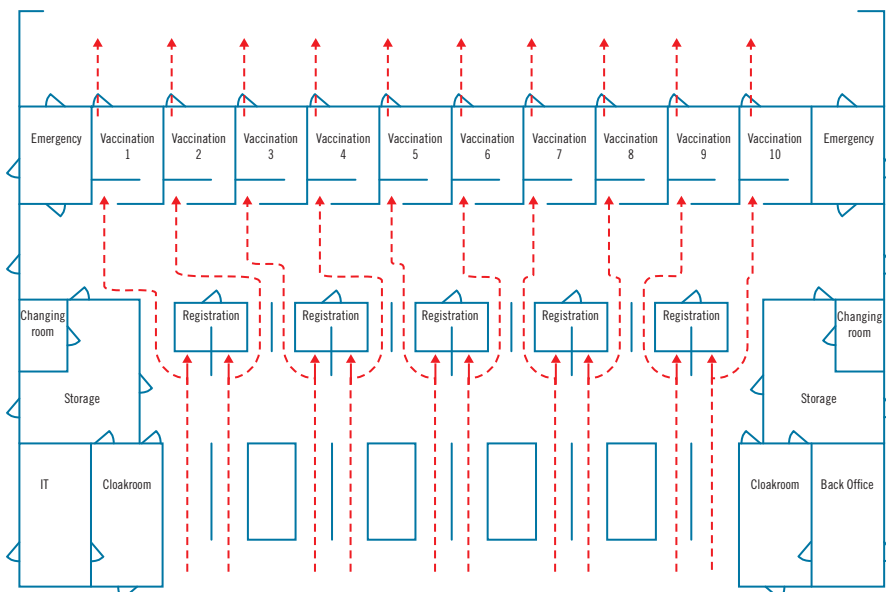 Emergency
Vaccination
1
Vaccination
2
Vaccination
3
Vaccination
4
Vaccination
5
Vaccination
6
Vaccination
7
Vaccination
8
Vaccination
9
Vaccination
10
Emergency
Changing
room
Registration
Registration
Registration
Registration
Registration
Changing
room
Storage
Storage
IT
Cloakroom
Cloakroom
Back Office